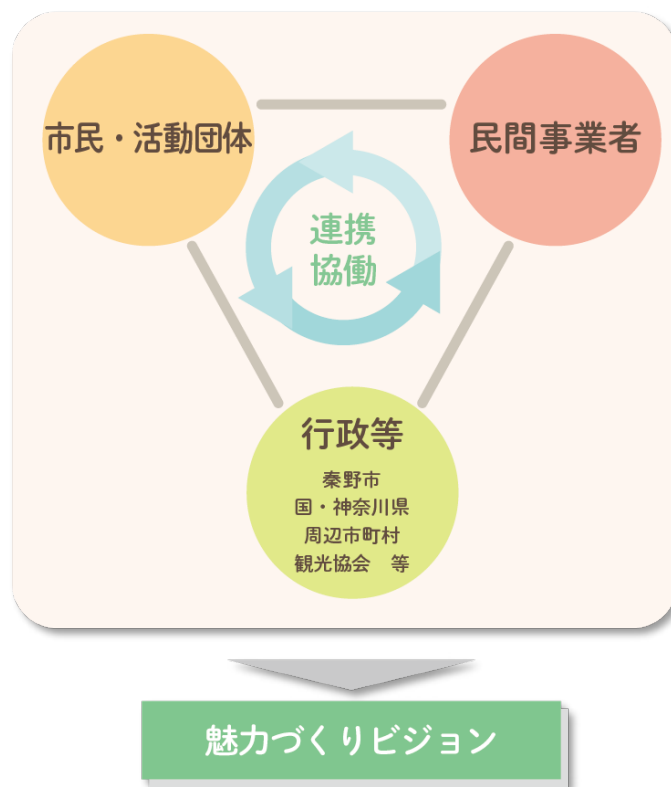 市民・活動団体
民間事業者
連携
協働
行政等
秦野市
国・神奈川県
周辺市町村
観光協会　等
魅力づくりビジョン